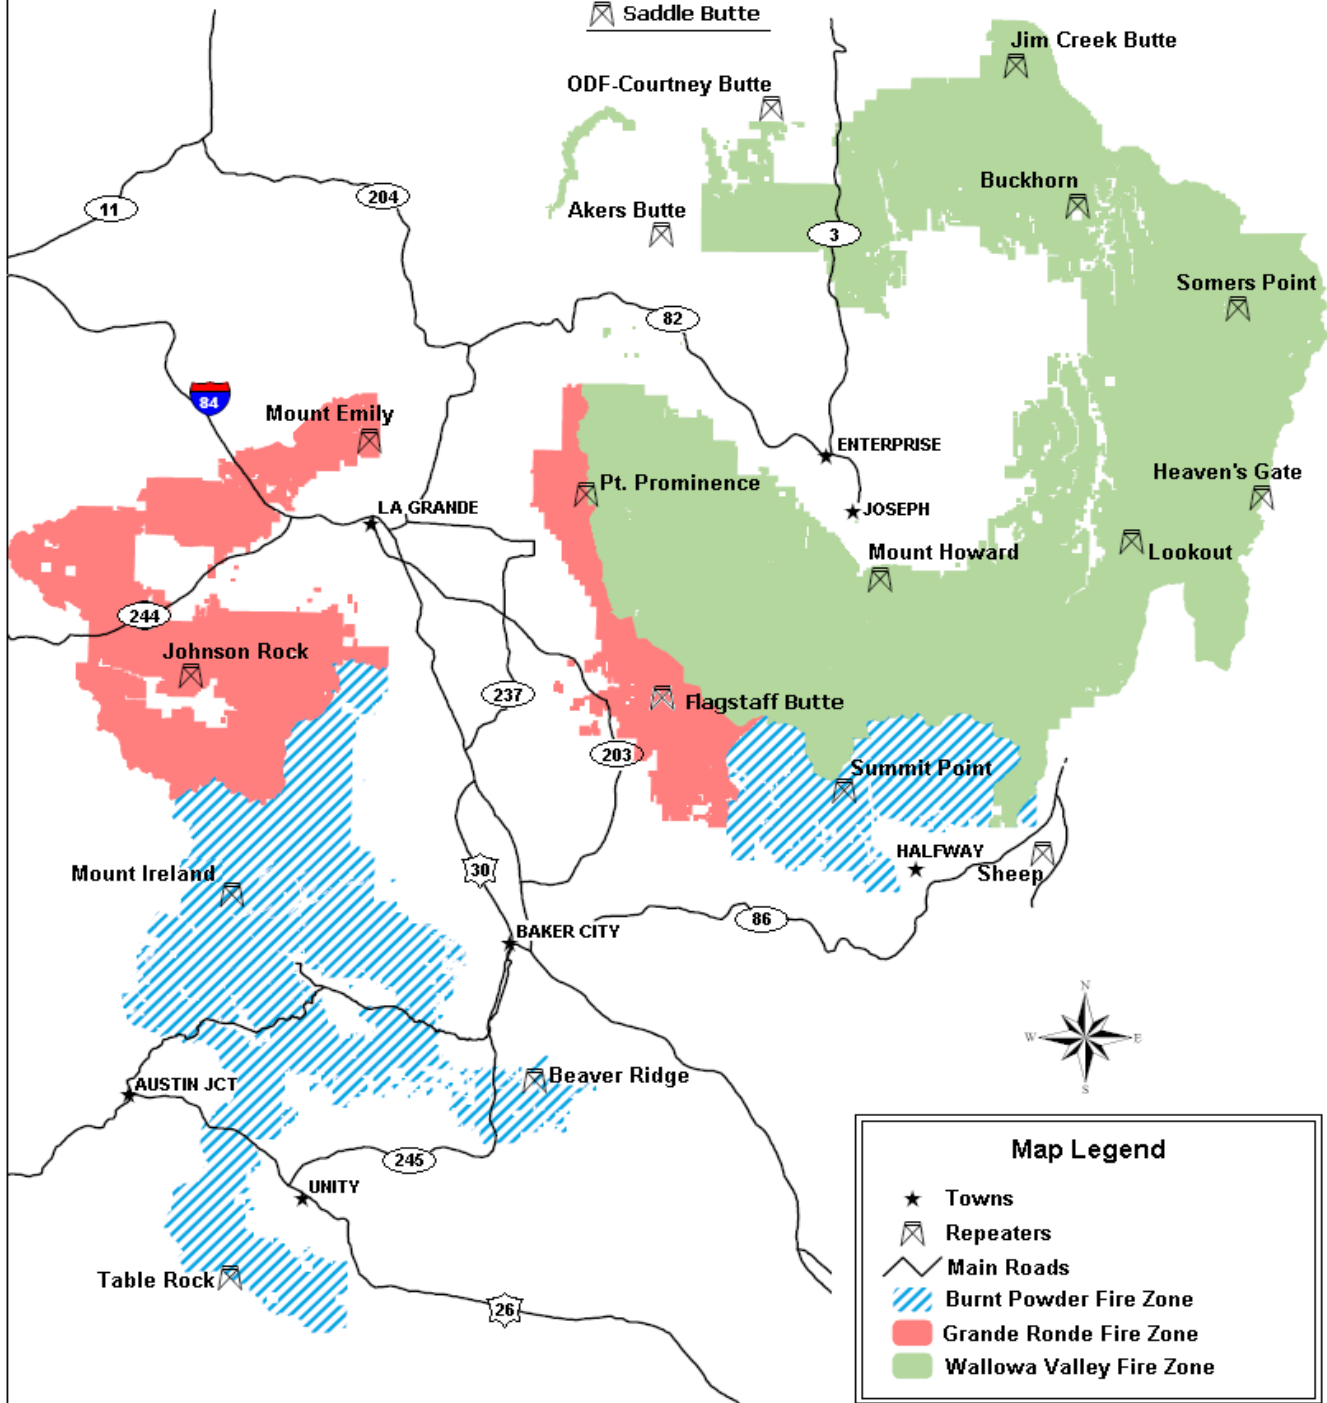 Saddle Butte
Jim Creek Butte
ODF-Courtney Butte
Buckhorn
204
11
Akers Butte
3
Somers Point
82
84
Mount Emily
ENTERPRISE
Heaven's Gate
Pt. Prominence
LA GRANDE
JOSEPH
Mount Howard
Lookout
244
Johnson Rock
237
Flagstaff Butte
203
Summit Point
HALFWAY
30
Mount Ireland
Sheep
86
BAKER CITY
N
W
E
S
Beaver Ridge
AUSTIN JCT
245
UNITY
Table Rock
26
Map Legend
Towns
Repeaters
Main Roads
Burnt Powder Fire Zone
Grande Ronde Fire Zone
Wallowa Valley Fire Zone